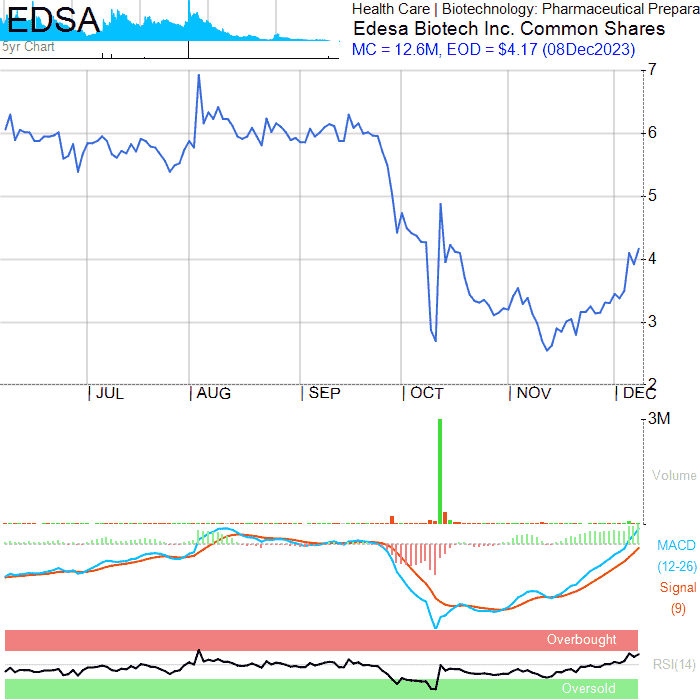 EDSA
5yr Chart
Health Care | Biotechnology: Pharmaceutical Prepara
Edesa Biotech Inc. Common Shares
MC = 12.6M, EOD = $4.17 (08Dec2023)
7
6
5
4
3
2
JUL AUG SEP OCT NOV DEC
3M
Volume
MACD
(12-26)
Signal
(9)
Overbought
RSI(14)
Oversold